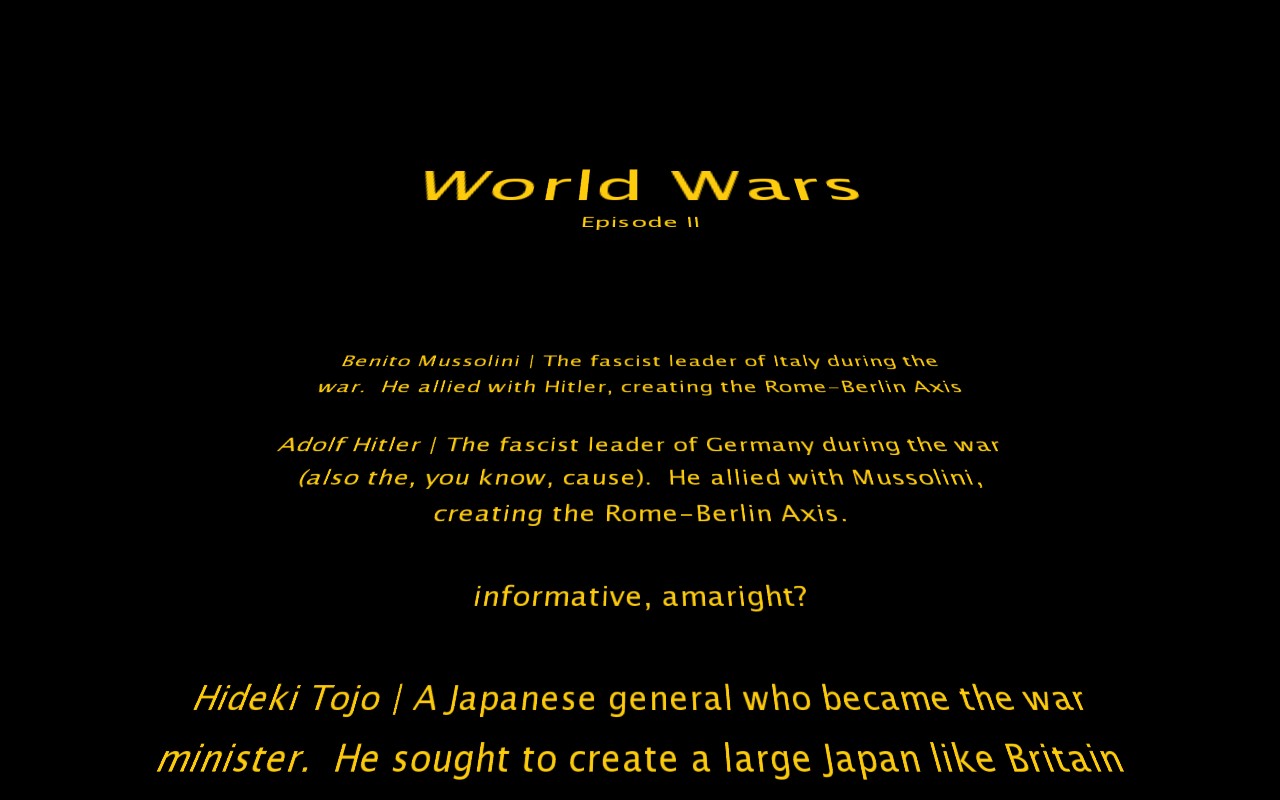 World Wars
Episode II
Benito Mussolini | The fascist leader of Italy during the
war.  He allied with Hitler, creating the Rome-Berlin Axis
Adolf Hitler | The fascist leader of Germany during the war
(also the, you know, cause).  He allied with Mussolini,
creating the Rome-Berlin Axis.
informative, amaright?
Hideki Tojo | A Japanese general who became the war
minister.  He sought to create a large Japan like Britain